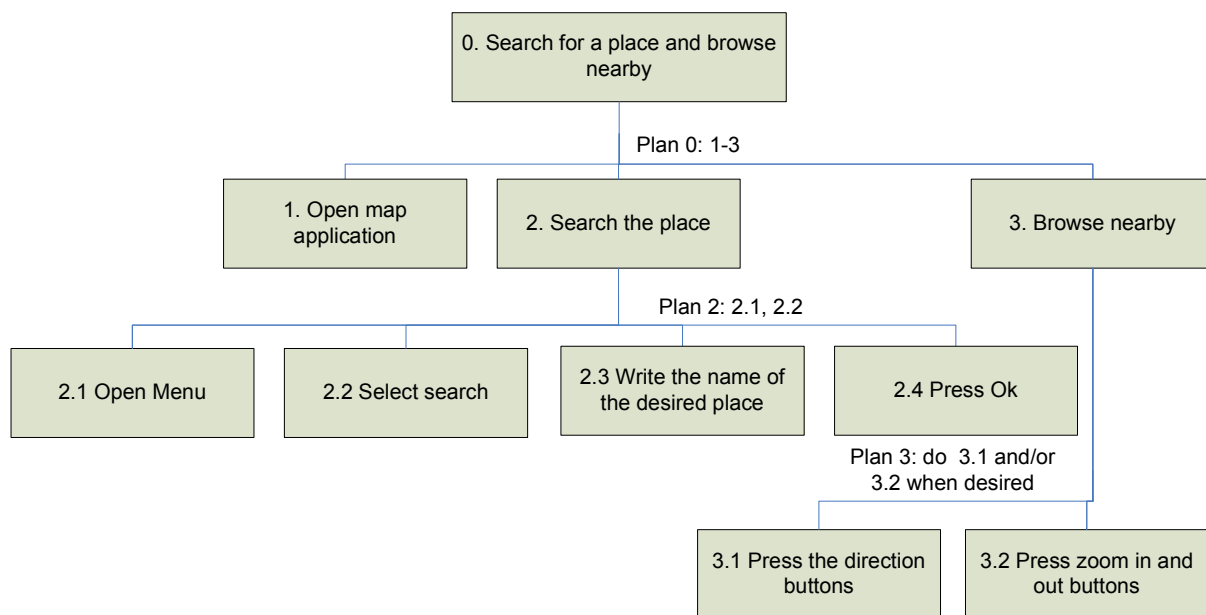 0. Search for a place and browse
nearby
Plan 0: 1-3
1. Open map
application
2. Search the place
3. Browse nearby
Plan 2: 2.1, 2.2
2.1 Open Menu
2.2 Select search
2.3 Write the name of
the desired place
2.4 Press Ok
Plan 3: do 3.1 and/or
3.2 when desired
3.1 Press the direction
buttons
3.2 Press zoom in and
out buttons